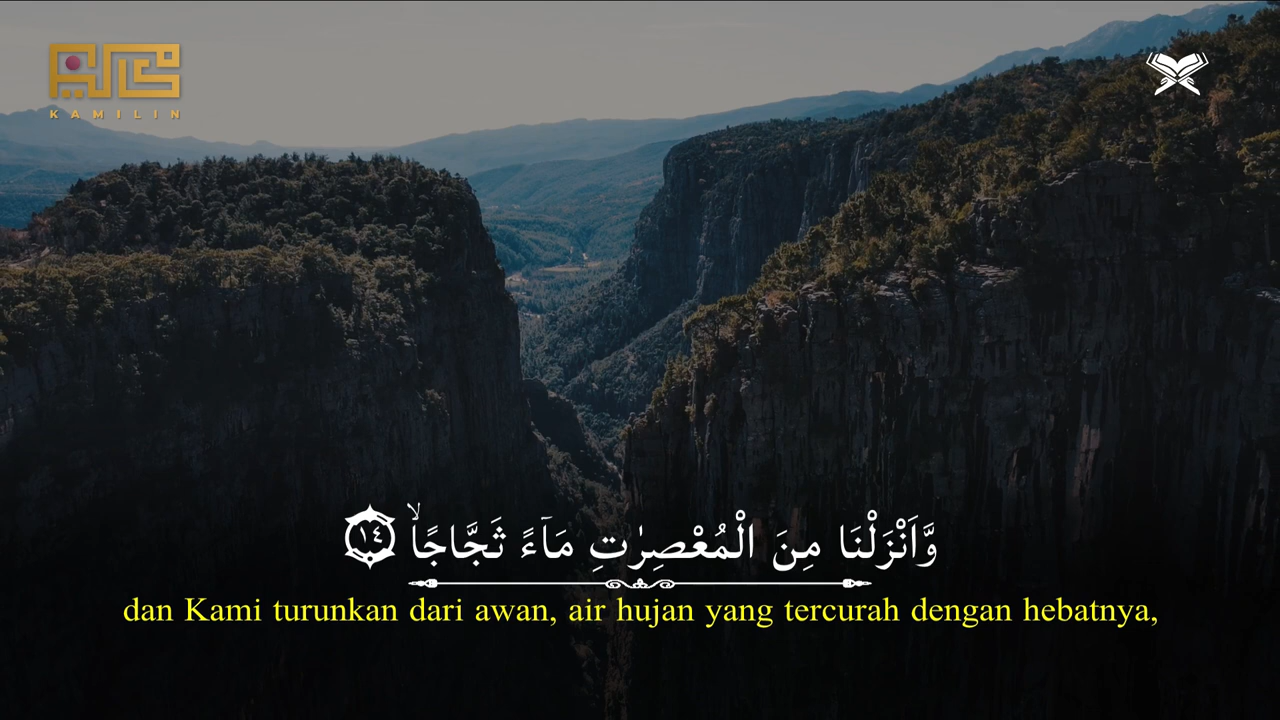 KAMILIN
وَّاَنْزَلْنَا مِنَ الْمُعْصِرٰتِ مَاۤءً ثَجَّاجًاۙ ١٤
dan Kami turunkan dari awan, air hujan yang tercurah dengan hebatnya,